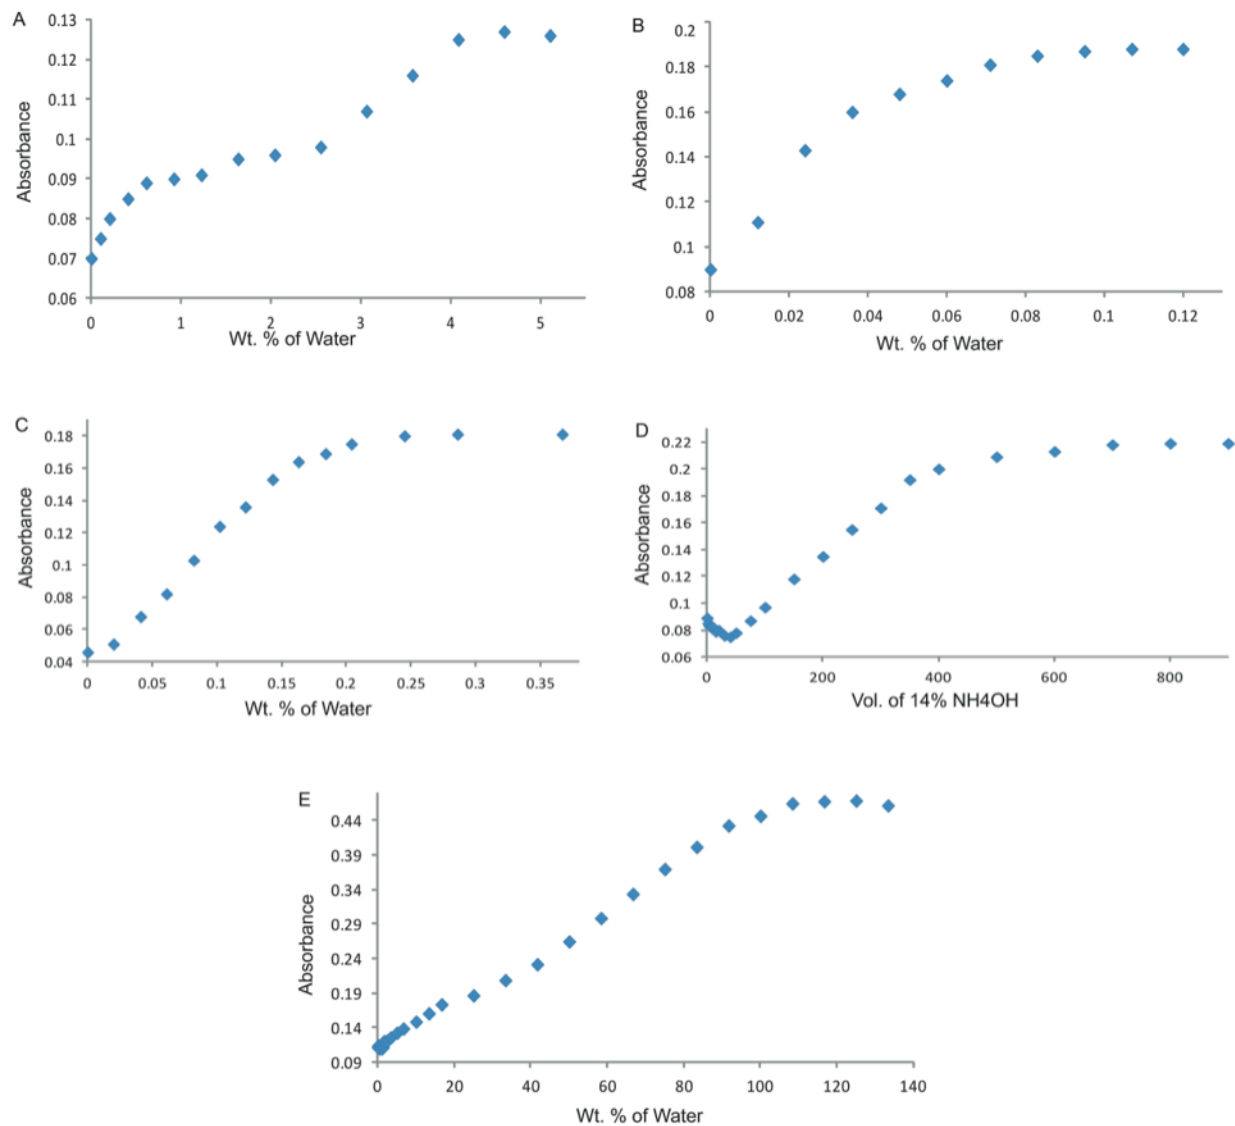 A
0.13
0.12
0.11
0.1
0.09
0.08
0.07
0.06
Absorbance
0 1 2 3 4 5
Wt. % of Water
B
0.2
0.18
0.16
0.14
0.12
0.1
0.08
Absorbance
0 0.02 0.04 0.06 0.08 0.1 0.12
Wt. % of Water
C
0.18
0.16
0.14
0.12
0.1
0.08
0.06
0.04
Absorbance
0 0.05 0.1 0.15 0.2 0.25 0.3 0.35
Wt. % of Water
D
0.22
0.2
0.18
0.16
0.14
0.12
0.1
0.08
0.06
Absorbance
0 200 400 600 800
Vol. of 14% NH4OH
E
0.44
0.39
0.34
0.29
0.24
0.19
0.14
0.09
Absorbance
0 20 40 60 80 100 120 140
Wt. % of Water